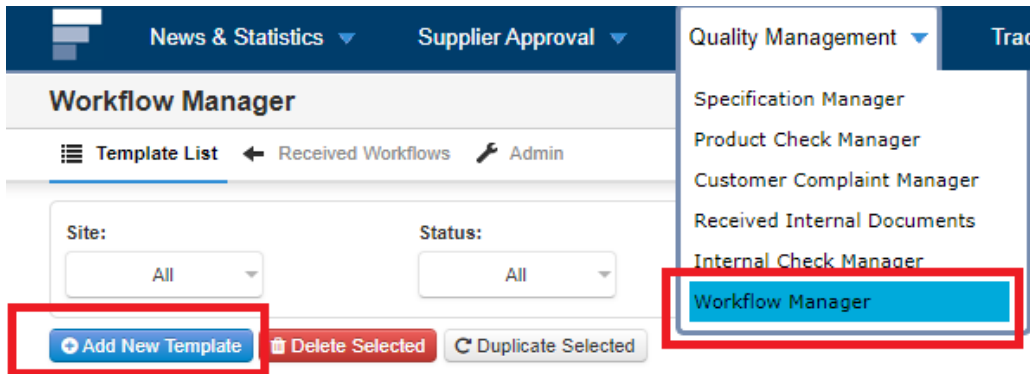 News & Statistics Supplier Approval Quality Management
Workflow Manager
Template List Received Workflows Admin
Site: Status:
All All
Add New Template Delete Selected Duplicate Selected
Specification Manager
Product Check Manager
Customer Complaint Manager
Received Internal Documents
Internal Check Manager
Workflow Manager